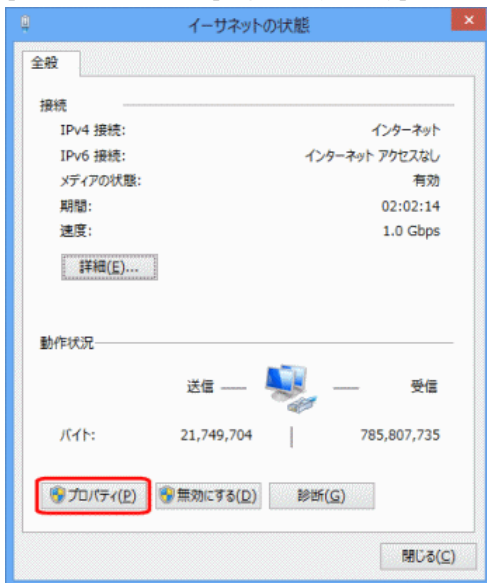 イーサネットの状態
全般
接続
IPv4 接続: インターネット
IPv6 接続: インターネット アクセスなし
メディアの状態: 有効
期間: 02:02:14
速度: 1.0 Gbps
詳細(E)...
動作状況
送信 受信
バイト: 21,749,704 785,807,735
プロパティ(P) 無効にする(D) 診断(G)
閉じる(C)